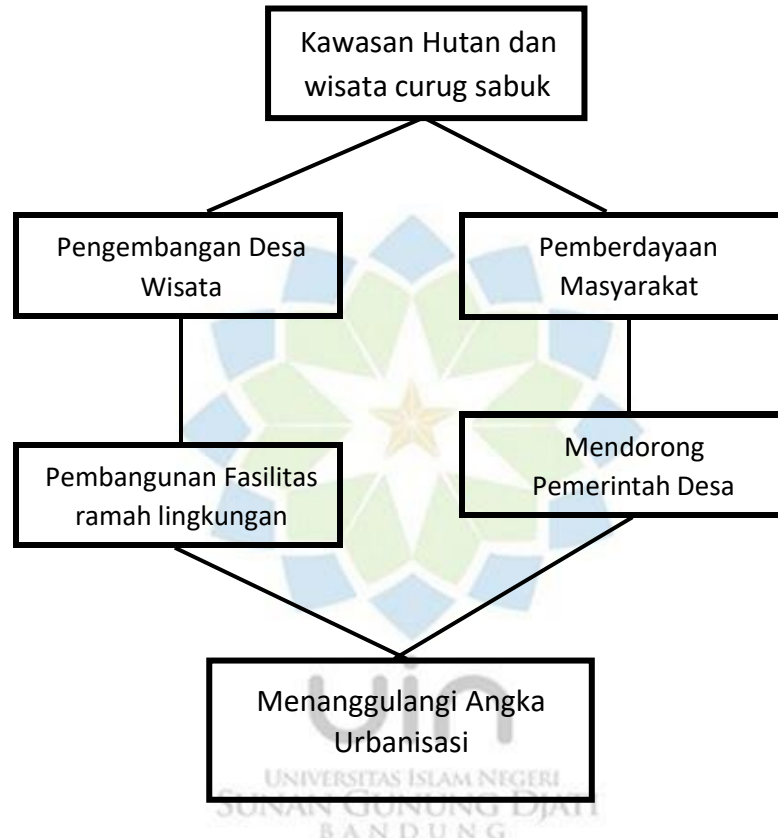 Kawasan Hutan dan
wisata curug sabuk
Pengembangan Desa
Wisata
Pemberdayaan
Masyarakat
Pembangunan Fasilitas
ramah lingkungan
Mendorong
Pemerintah Desa
Menanggulangi Angka
Urbanisasi
uin
UNIVERSITAS ISLAM NEGERI
SUNAN GUNUNG DJATI
BANDUNG